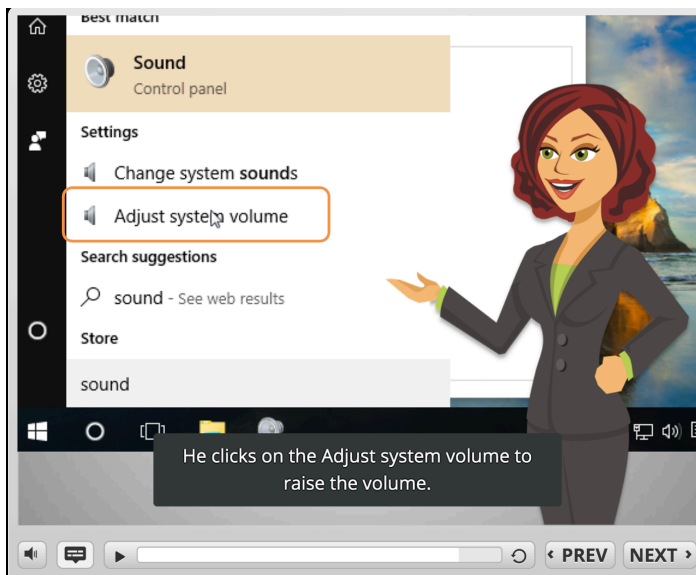 Best match
Sound
Control panel
Settings
Change system sounds
Adjust system volume
Search suggestions
sound - See web results
Store
sound
He clicks on the Adjust system volume to
raise the volume.
‹ PREV NEXT ›